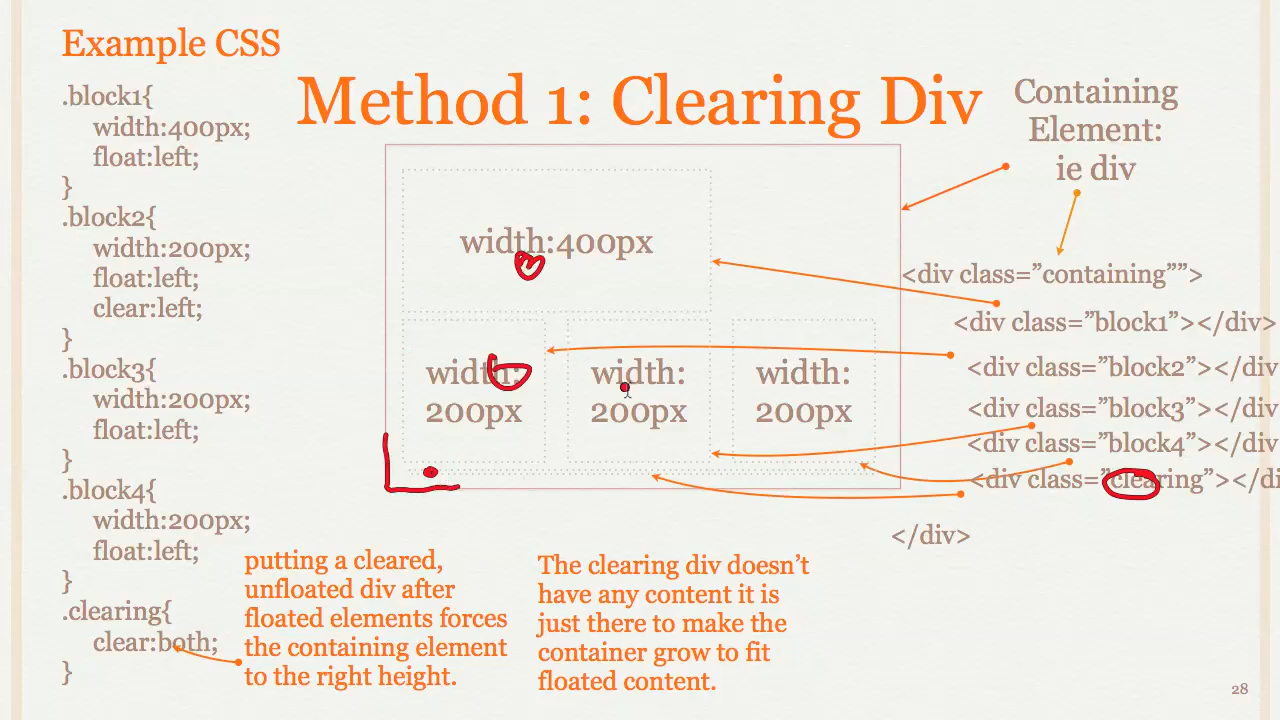 Example CSS
Method 1: Clearing Div
.block1{
width:400px;
float:left;
}
.block2{
width:200px;
float:left;
clear:left;
}
.block3{
width:200px;
float:left;
}
.block4{
width:200px;
float:left;
}
.clearing{
clear:both;
}
putting a cleared,
unfloated div after
floated elements forces
the containing element
to the right height.
width:400px
width:
200px
width:
200px
width:
200px
The clearing div doesn’t
have any content it is
just there to make the
container grow to fit
floated content.
Containing
Element:
ie div
<div class=”containing””>
<div class=”block1”></div>
<div class=”block2”></div
<div class=”block3”></div
<div class=”block4”></div
<div class=”clearing”></di
</div>
28